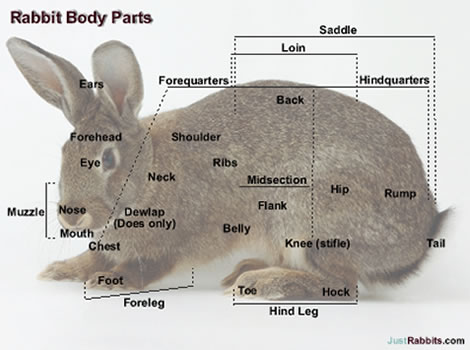 Rabbit Body Parts
Saddle
Loin
Forequarters
Hindquarters
Ears
Back
Forehead
Shoulder
Eye
Ribs
Neck
Midsection
Hip
Rump
Muzzle
Nose
Dewlap
(Does only)
Flank
Mouth
Belly
Chest
Knee (stifle)
Tail
Foot
Toe
Hock
Foreleg
Hind Leg
JustRabbits.com